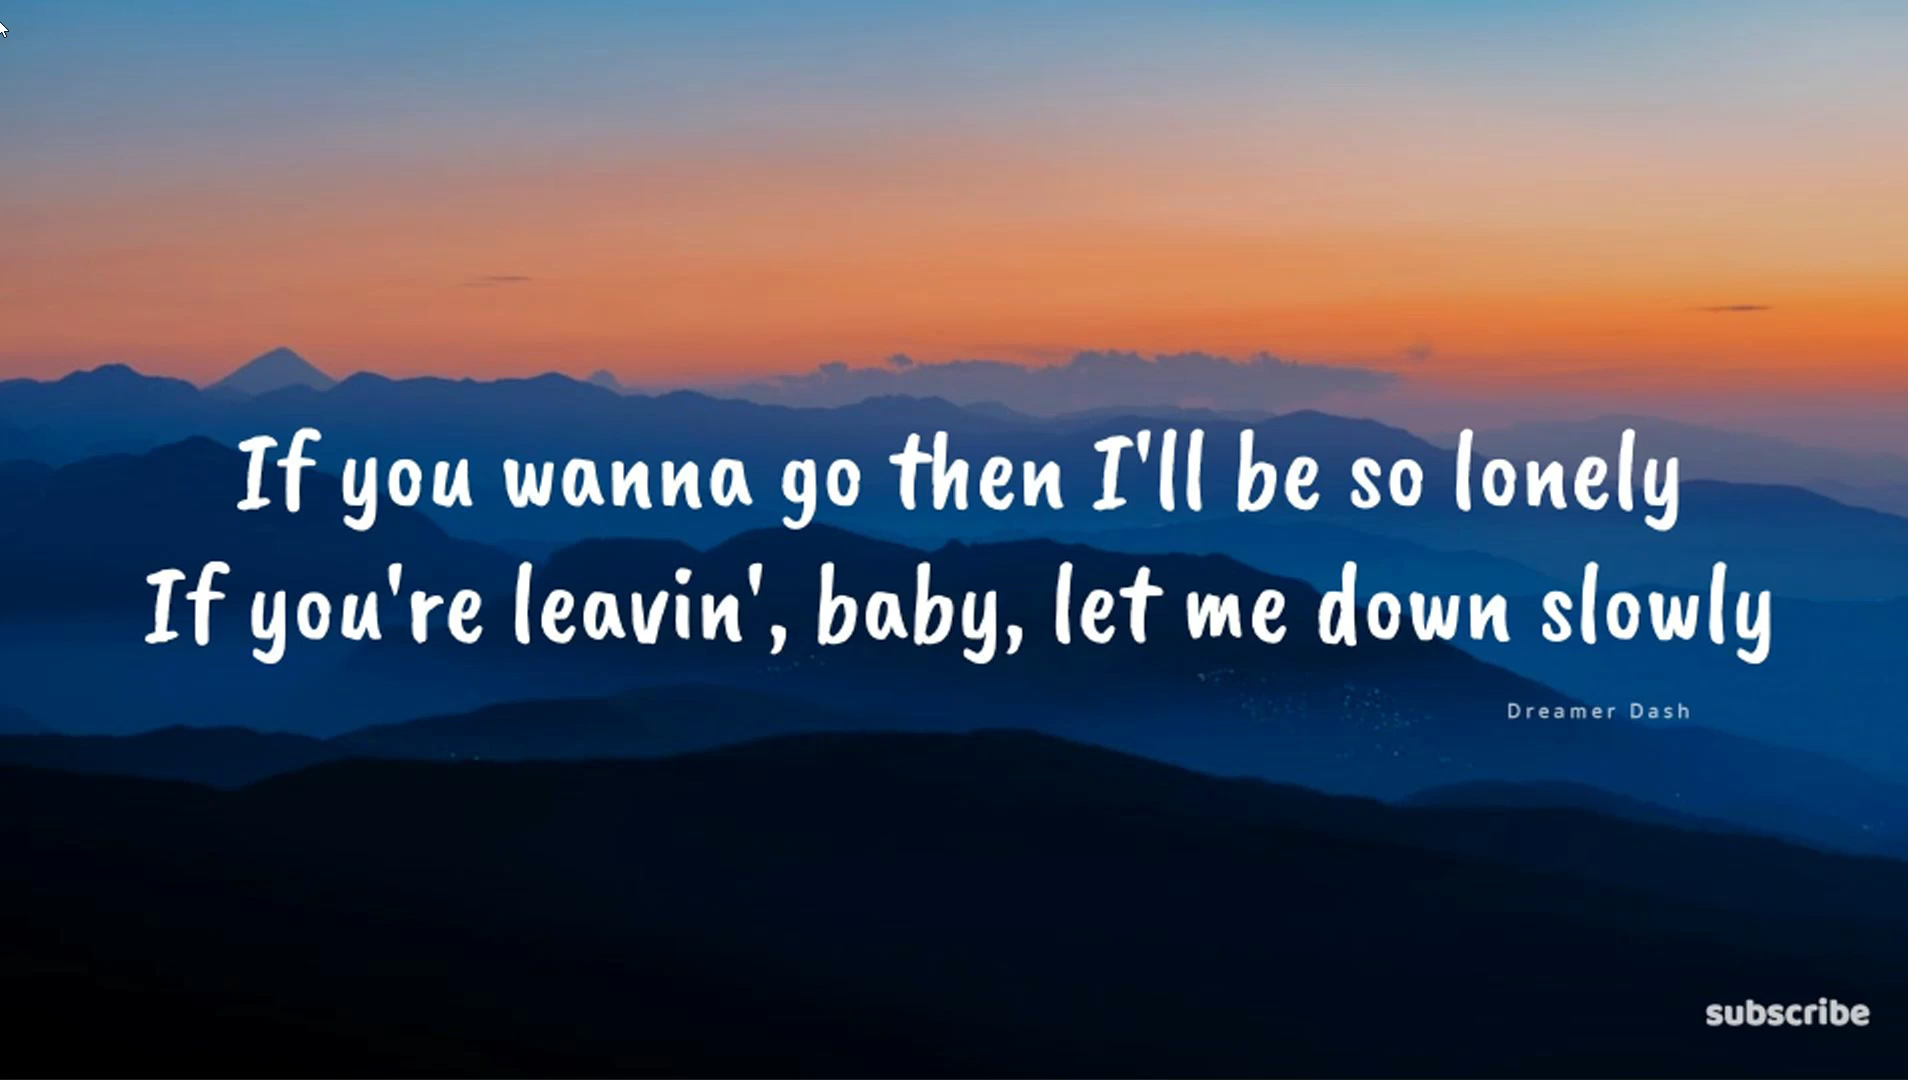 If you wanna go then I'll be so lonely
If you're leavin', baby, let me down slowly
Dreamer Dash
subscribe